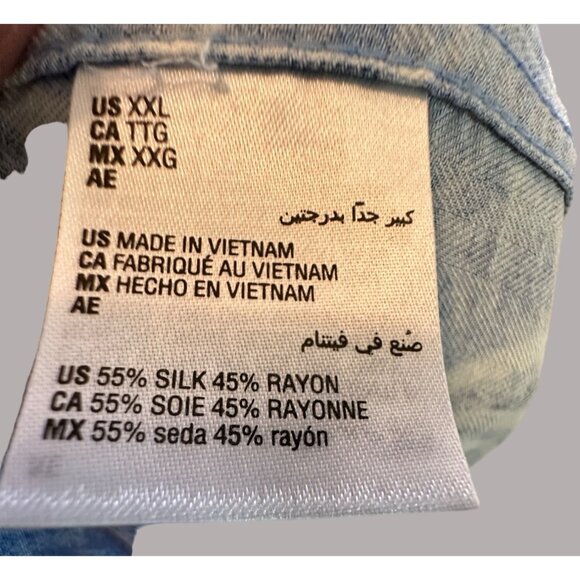 US XXL
CA TTG
MX XXG
AE
كبير جدًا بدرجتين
US MADE IN VIETNAM
CA FABRIQUÉ AU VIETNAM
MX HECHO EN VIETNAM
AE
صُنع في فيتنام
US 55% SILK 45% RAYON
CA 55% SOIE 45% RAYONNE
MX 55% seda 45% rayón